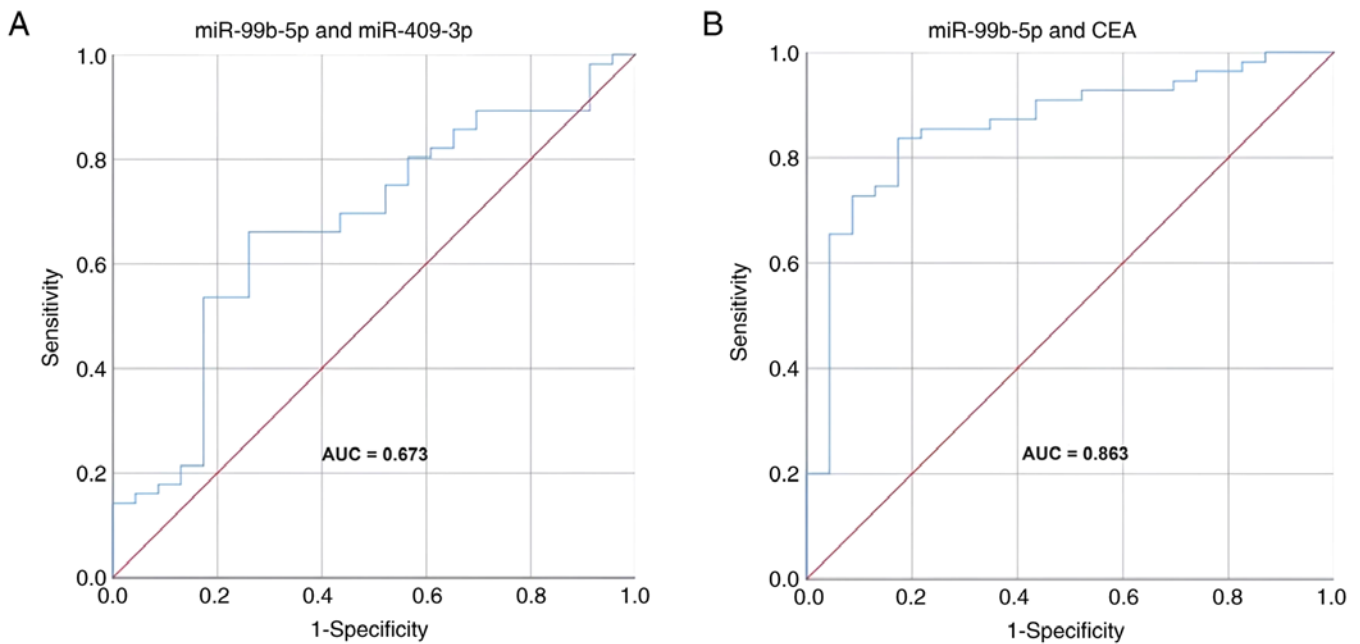 A
miR-99b-5p and miR-409-3p
1.0
0.8
0.6
0.4
0.2
0.0
Sensitivity
AUC = 0.673
0.0 0.2 0.4 0.6 0.8 1.0
1-Specificity
B
miR-99b-5p and CEA
1.0
0.8
0.6
0.4
0.2
0.0
Sensitivity
AUC = 0.863
0.0 0.2 0.4 0.6 0.8 1.0
1-Specificity